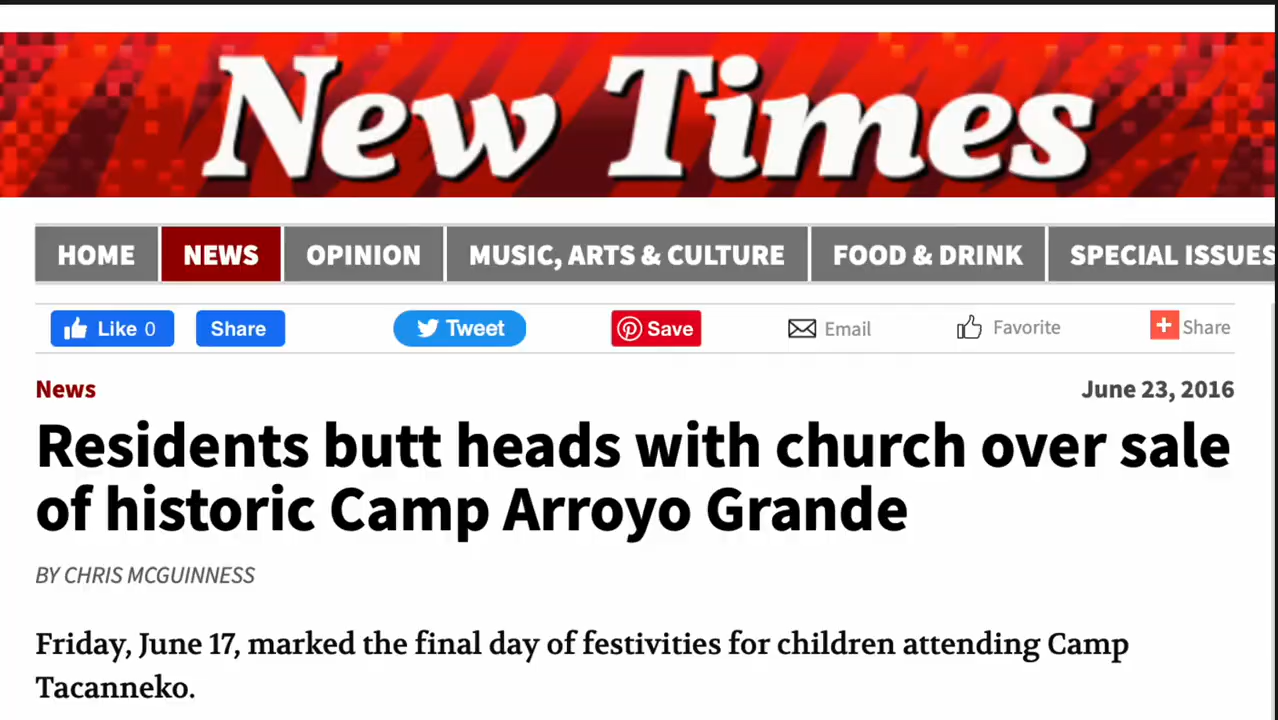 New Times
HOME NEWS OPINION MUSIC, ARTS & CULTURE FOOD & DRINK SPECIAL ISSUES
Like 0 Share Tweet Save Email Favorite Share
News June 23, 2016
Residents butt heads with church over sale
of historic Camp Arroyo Grande
BY CHRIS MCGUINNESS
Friday, June 17, marked the final day of festivities for children attending Camp
Tacanneko.